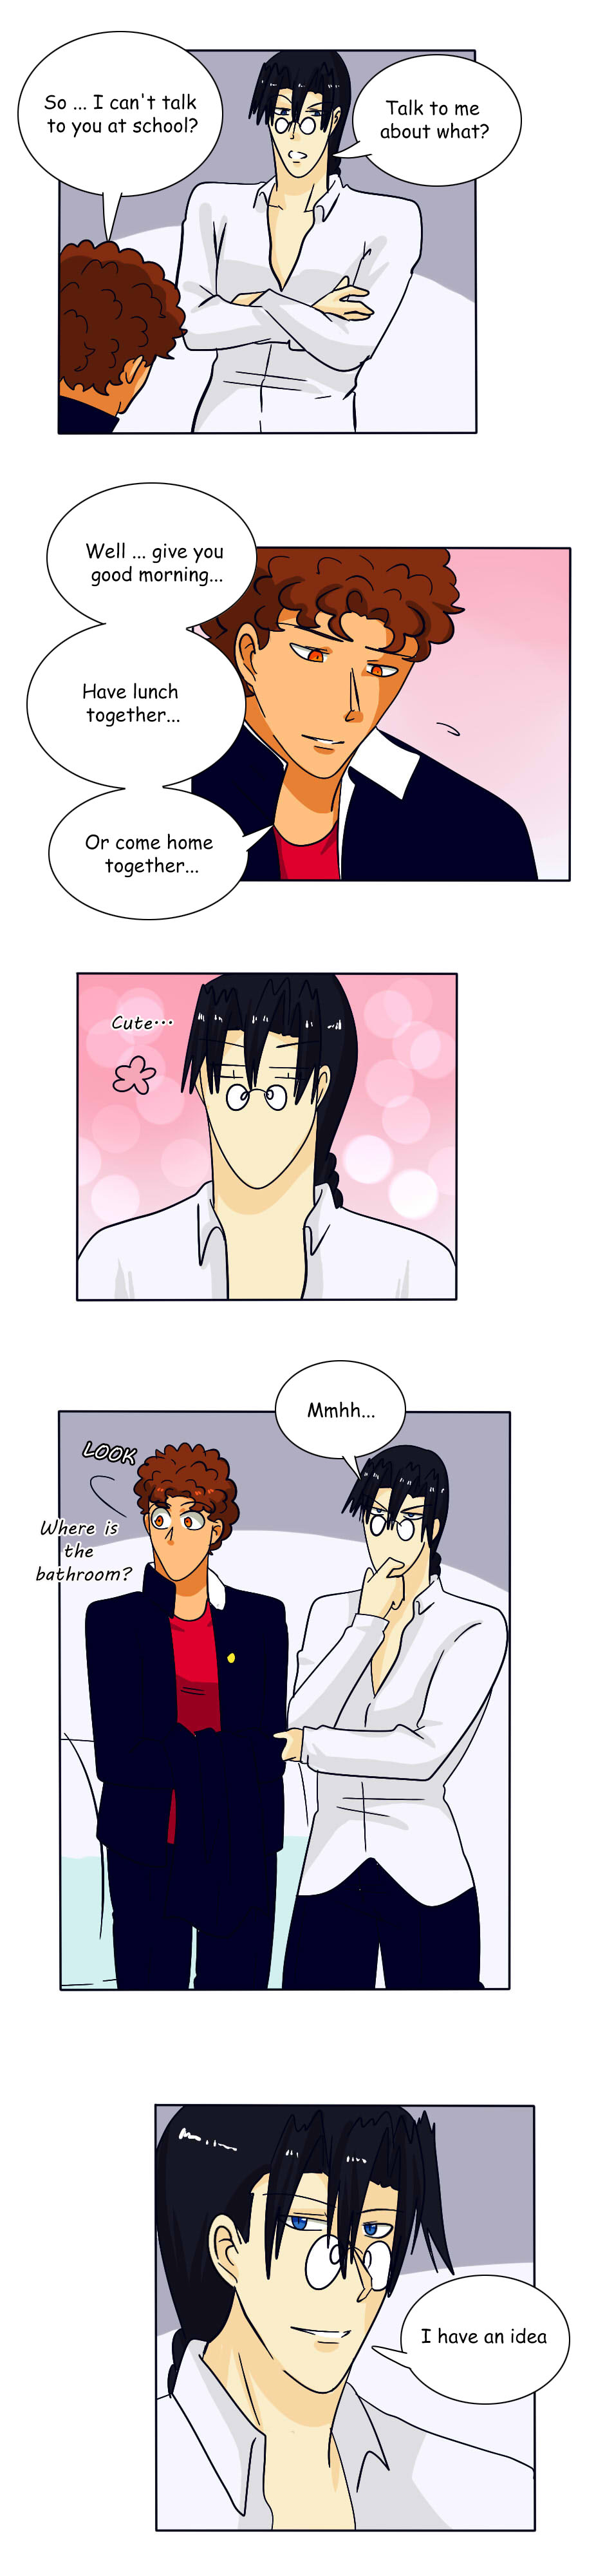 So ... I can't talk
to you at school?
Talk to me
about what?
Well ... give you
good morning...
Have lunch
together...
Or come home
together...
Cute...
Mmhh...
LOOK
Where is
the
bathroom?
I have an idea